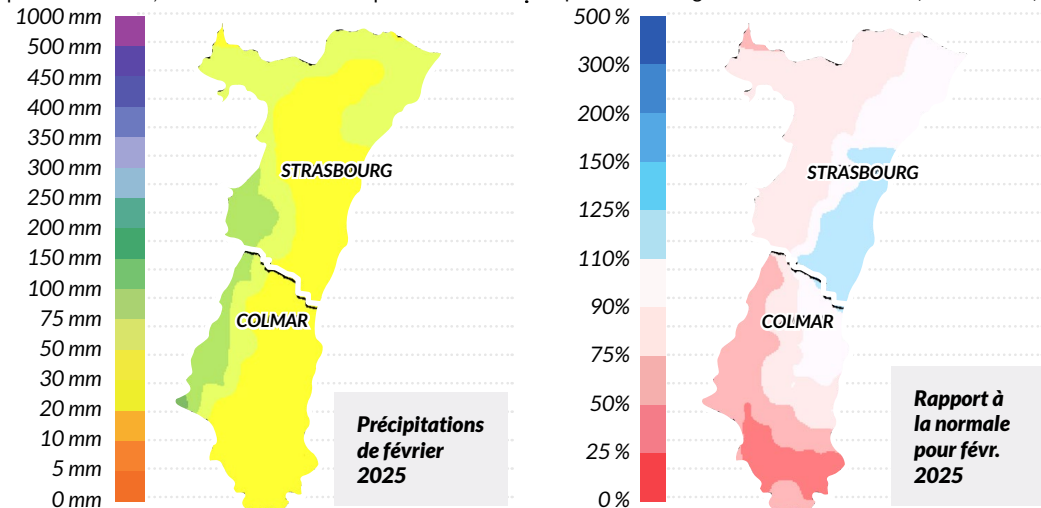 1000 mm
500 mm
450 mm
400 mm
350 mm
300 mm
250 mm
200 mm
150 mm
100 mm
75 mm
50 mm
30 mm
20 mm
10 mm
5 mm
0 mm
STRASBOURG
COLMAR
Précipitations
de février
2025
500 %
300%
200%
150%
125%
110%
90%
75%
50%
25 %
0 %
STRASBOURG
COLMAR
Rapport à
la normale
pour févr.
2025